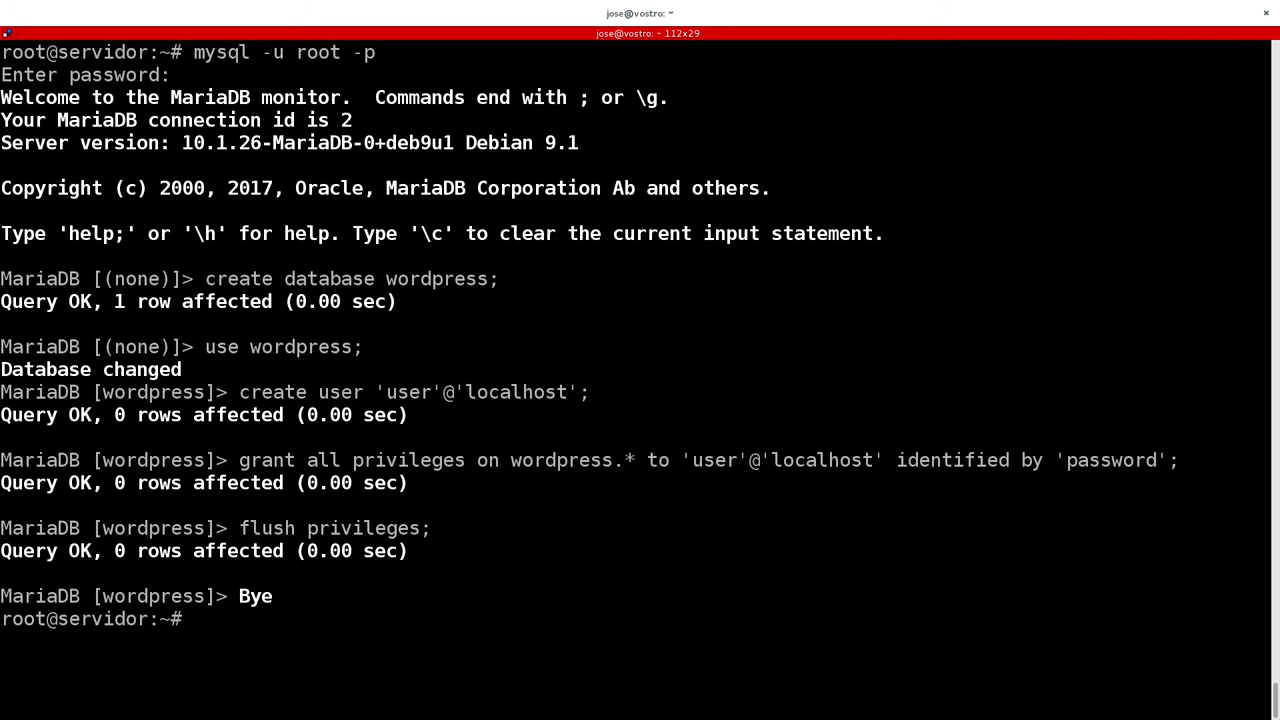 jose@vostro: ~
jose@vostro: ~ 112x29
root@servidor:~# mysql -u root -p
Enter password:
Welcome to the MariaDB monitor.  Commands end with ; or \g.
Your MariaDB connection id is 2
Server version: 10.1.26-MariaDB-0+deb9u1 Debian 9.1
Copyright (c) 2000, 2017, Oracle, MariaDB Corporation Ab and others.
Type 'help;' or '\h' for help. Type '\c' to clear the current input statement.
MariaDB [(none)]> create database wordpress;
Query OK, 1 row affected (0.00 sec)
MariaDB [(none)]> use wordpress;
Database changed
MariaDB [wordpress]> create user 'user'@'localhost';
Query OK, 0 rows affected (0.00 sec)
MariaDB [wordpress]> grant all privileges on wordpress.* to 'user'@'localhost' identified by 'password';
Query OK, 0 rows affected (0.00 sec)
MariaDB [wordpress]> flush privileges;
Query OK, 0 rows affected (0.00 sec)
MariaDB [wordpress]> Bye
root@servidor:~#